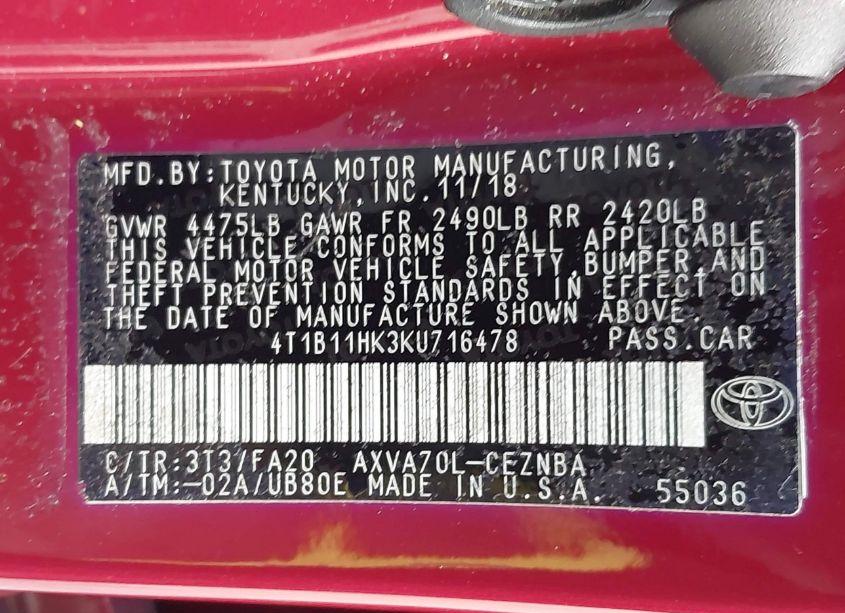 MFD.BY:TOYOTA MOTOR MANUFACTURING,
KENTUCKY,INC. 11/18
GVWR 4475LB GAWR FR 2490LB RR 2420LB
THIS VEHICLE CONFORMS TO ALL APPLICABLE
FEDERAL MOTOR VEHICLE SAFETY,BUMPER,AND
THEFT PREVENTION STANDARDS IN EFFECT ON
THE DATE OF MANUFACTURE SHOWN ABOVE.
4T1B11HK3KU716478 PASS.CAR
C/TR:3T3/FA20 AXVA70L-CEZNBA
A/TM:-02A/UB80E MADE IN U.S.A. 55036